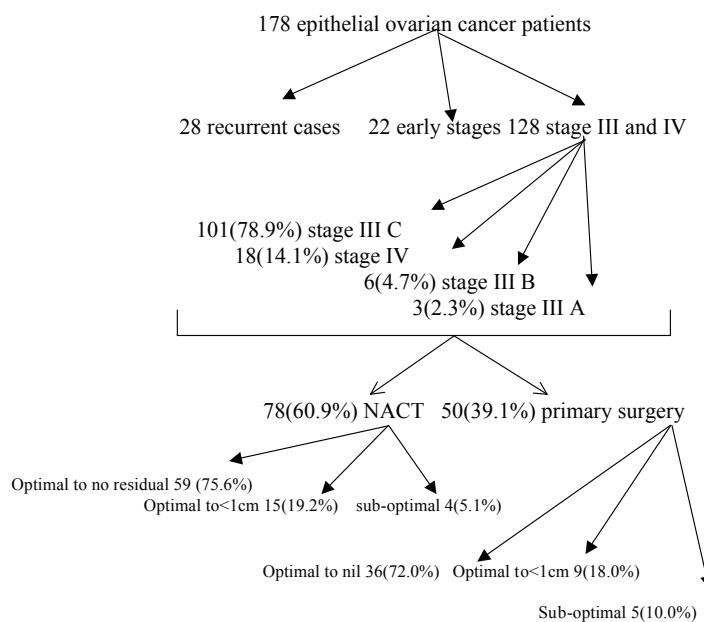 178 epithelial ovarian cancer patients
28 recurrent cases 22 early stages 128 stage III and IV
101(78.9%) stage III C
18(14.1%) stage IV
6(4.7%) stage III B
3(2.3%) stage III A
78(60.9%) NACT 50(39.1%) primary surgery
Optimal to no residual 59 (75.6%)
Optimal to<1cm 15(19.2%) sub-optimal 4(5.1%)
Optimal to nil 36(72.0%) Optimal to<1cm 9(18.0%)
Sub-optimal 5(10.0%)